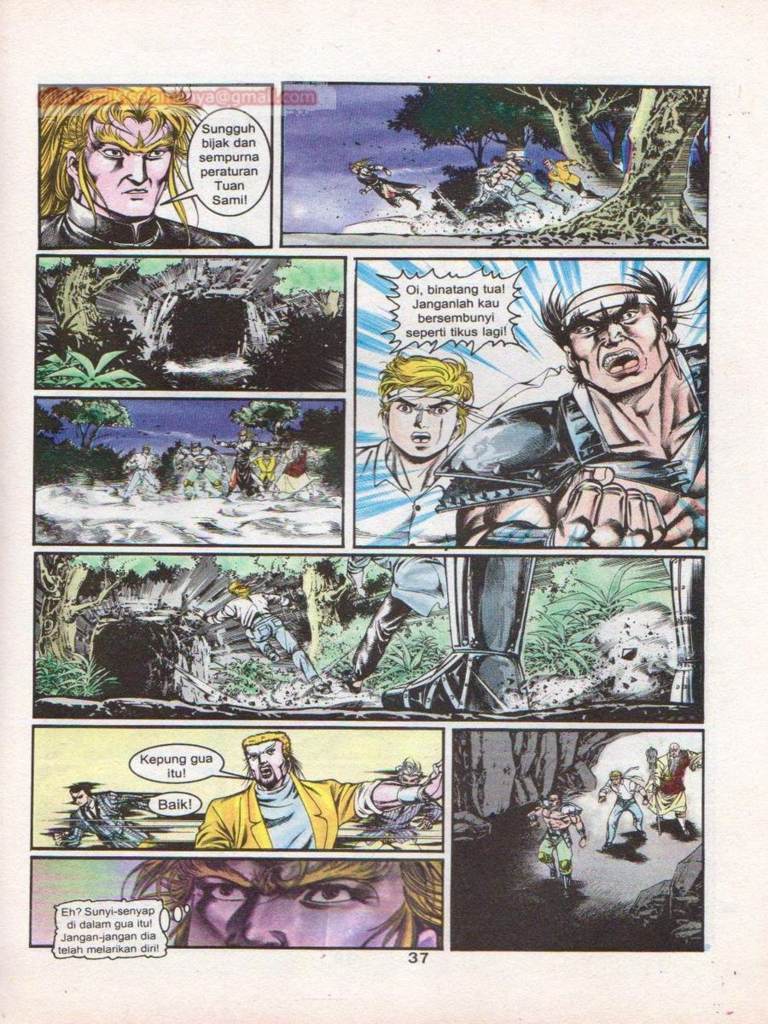 Sungguh
bijak dan
sempurna
peraturan
Tuan
Sami!
Oi, binatang tua!
Janganlah kau
bersembunyi
seperti tikus lagi!
Kepung gua
itu!
Baik!
Eh? Sunyi-senyap
di dalam gua itu!
Jangan-jangan dia
telah melarikan diri!
37